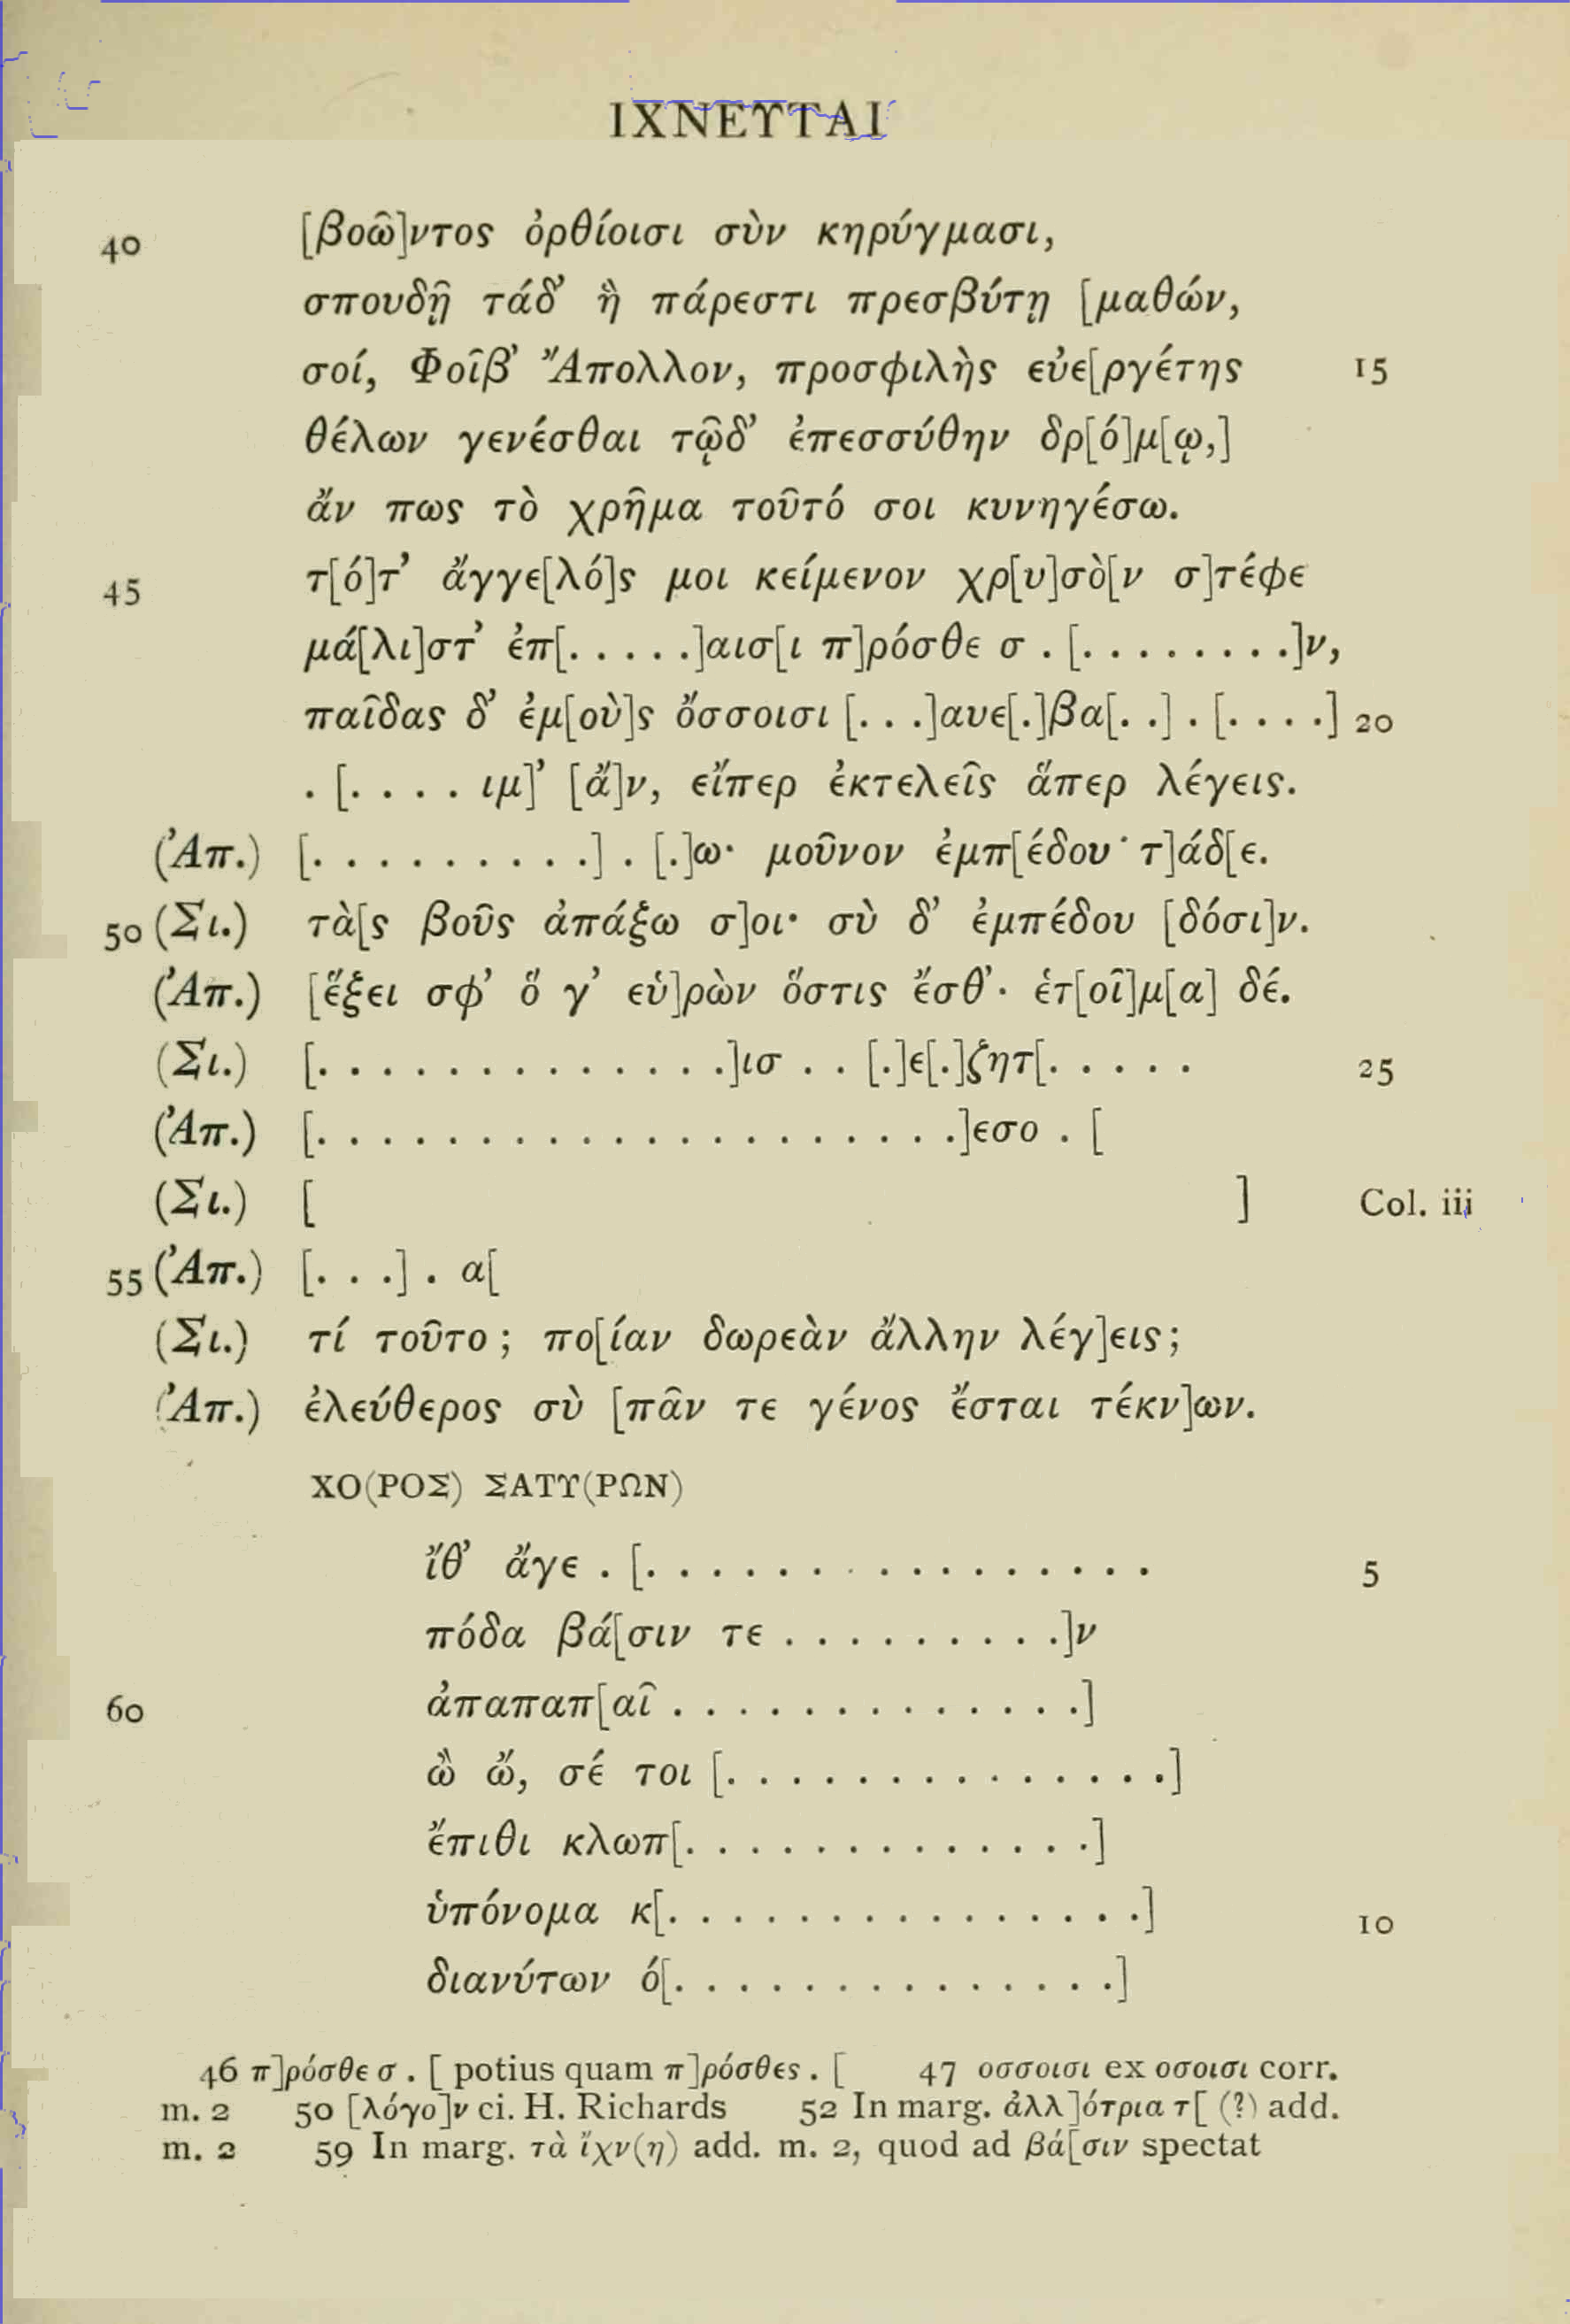 ΙΧΝΕΥΤΑΙ
40 [βοῶ]ντος ὀρθίοισι σὺν κηρύγμασι,
σπουδῇ τάδ’ ἢ πάρεστι πρεσβύτῃ [μαθών,
σοί, Φοῖβ’ Ἄπολλον, προσφιλὴς εὐε[ργέτης 15
θέλων γενέσθαι τῷδ’ ἐπεσσύθην δρ[ό]μ[ῳ,]
ἄν πως τὸ χρῆμα τοῦτό σοι κυνηγέσω.
45 τ[ό]τ’ ἄγγε[λό]ς μοι κείμενον χρ[υ]σὸ[ν σ]τέφε
μά[λι]στ’ ἐπ[. . . . .]αισ[ι π]ρόσθε σ . [. . . . . . . .]ν,
παῖδας δ’ ἐμ[οὺ]ς ὄσσοισι [. . .]αυε[.]βα[. .] . [. . . .] 20
. [. . . . ιμ]’ [ἄ]ν, εἴπερ ἐκτελεῖς ἅπερ λέγεις.
(Ἀπ.) [. . . . . . . . .] . [.]ω· μοῦνον ἐμπ[έδου · τ]άδ[ε.
50 (Σι.) τὰ[ς βοῦς ἀπάξω σ]οι· σὺ δ’ ἐμπέδου [δόσι]ν.
(Ἀπ.) [ἕξει σφ’ ὅ γ’ εὑ]ρὼν ὅστις ἔσθ’· ἑτ[οῖ]μ[α] δέ.
(Σι.) [. . . . . . . . . . . . .]ισ . . [.]ε[.]ζητ[. . . . . 25
(Ἀπ.) [. . . . . . . . . . . . . . . . . . . .]εσο . [
(Σι.) [ ] Col. iii
55 (Ἀπ.) [. . .] . α[
(Σι.) τί τοῦτο ; πο[ίαν δωρεὰν ἄλλην λέγ]εις ;
(Ἀπ.) ἐλεύθερος σὺ [πᾶν τε γένος ἔσται τέκν]ων.
ΧΟ(ΡΟΣ) ΣΑΤΥ(ΡΩΝ)
ἴθ’ ἄγε . [. . . . . . . . . . . . . . . . 5
πόδα βά[σιν τε . . . . . . . . .]ν
60 ἀπαπαπ[αῖ . . . . . . . . . . . . .]
ὢ ὤ, σέ τοι [. . . . . . . . . . . . . .]
ἔπιθι κλωπ[. . . . . . . . . . . . .]
ὑπόνομα κ[. . . . . . . . . . . . . . .] 10
διανύτων ὁ[. . . . . . . . . . . . . .]
46 π]ρόσθε σ . [ potius quam π]ρόσθες . [ 47 οσσοισι ex οσοισι corr.
m. 2 50 [λόγο]ν ci. H. Richards 52 In marg. ἀλλ]ότρια τ[ (?) add.
m. 2 59 In marg. τὰ ἴχν(η) add. m. 2, quod ad βά[σιν spectat